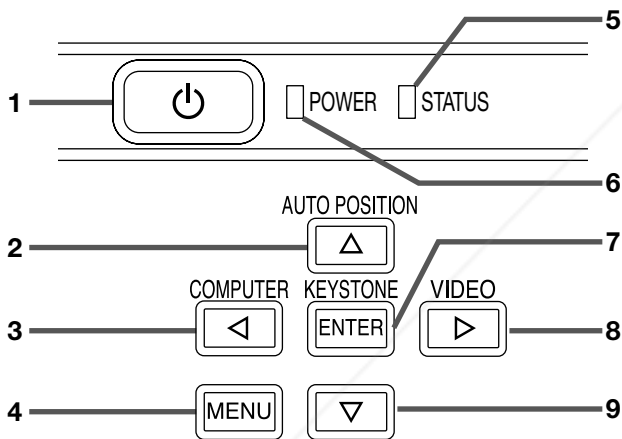 5
1
POWER
STATUS
6
AUTO POSITION
2
7
COMPUTER
KEYSTONE
VIDEO
3
ENTER
8
4
MENU
9